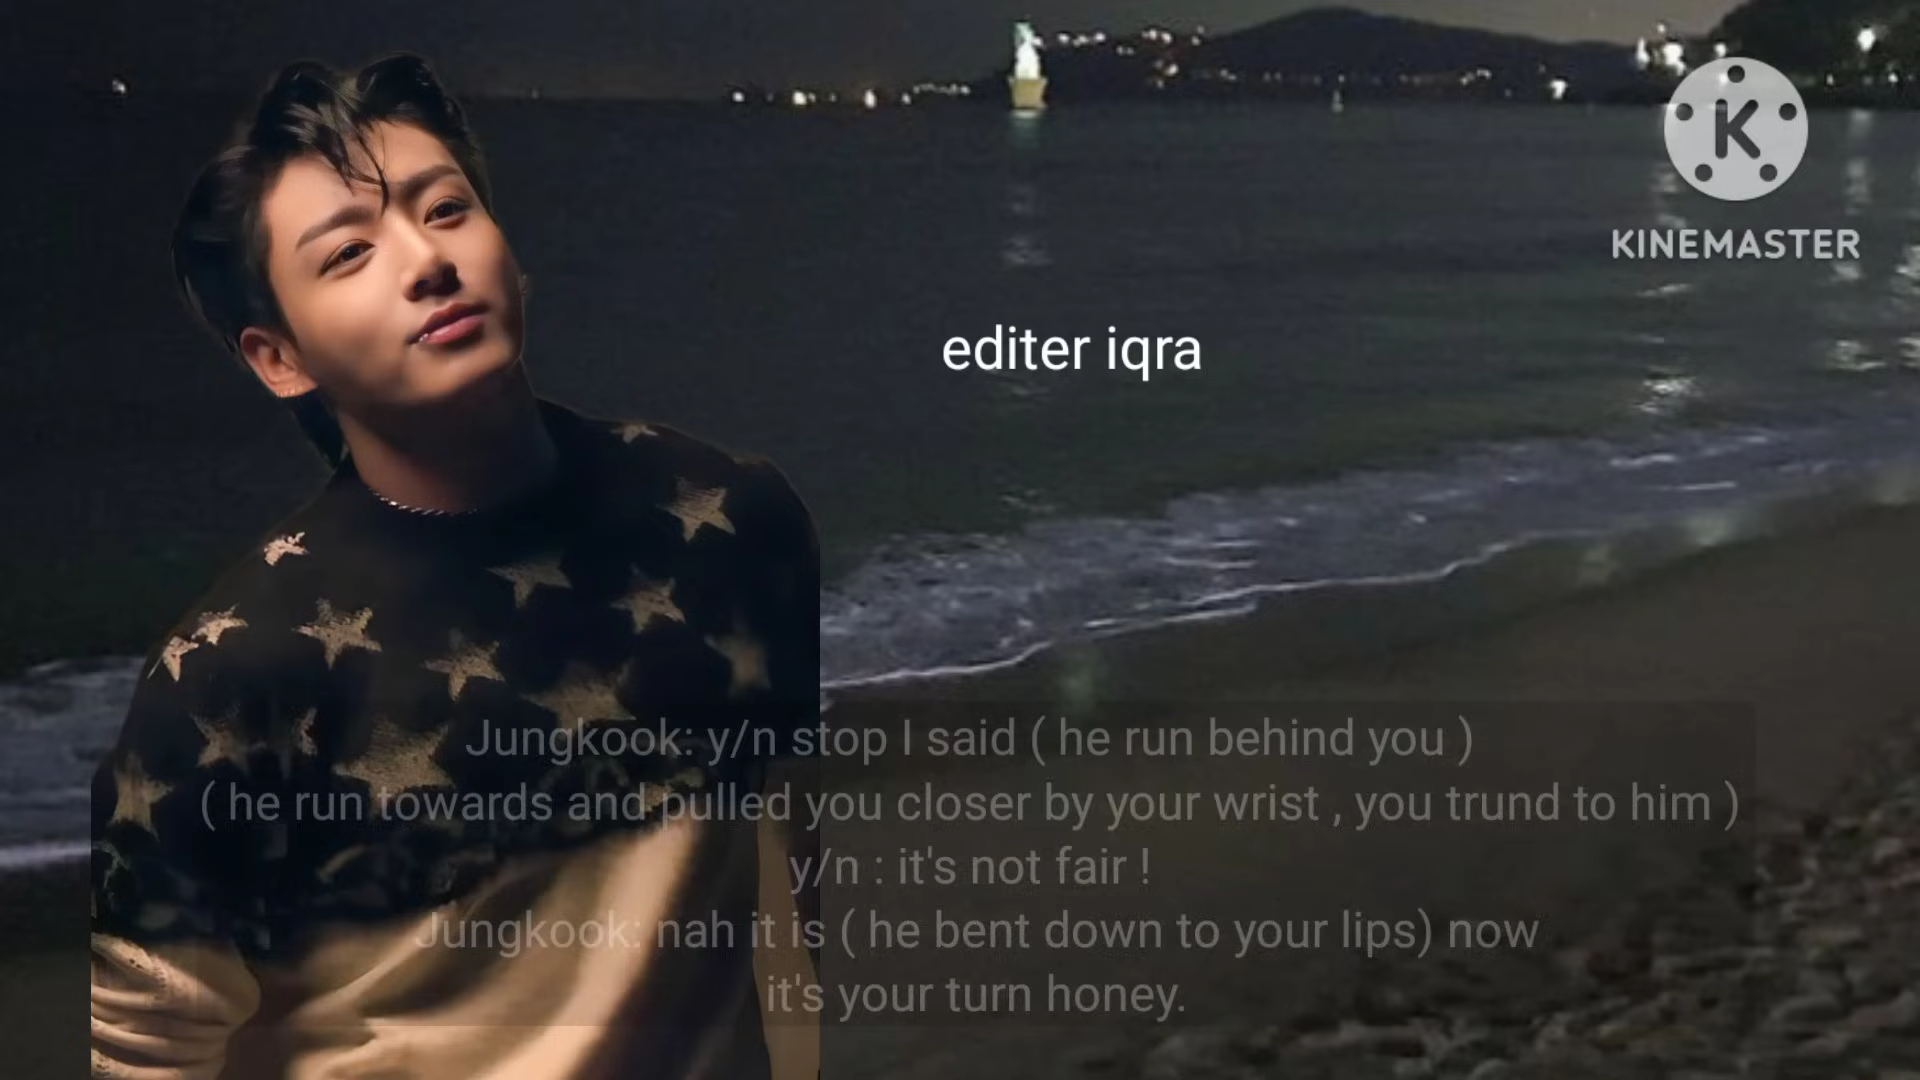 K
KINEMASTER
editer iqra
Jungkook: y/n stop I said ( he run behind you )
( he run towards and pulled you closer by your wrist , you trund to him )
y/n : it's not fair !
Jungkook: nah it is ( he bent down to your lips) now
it's your turn honey.